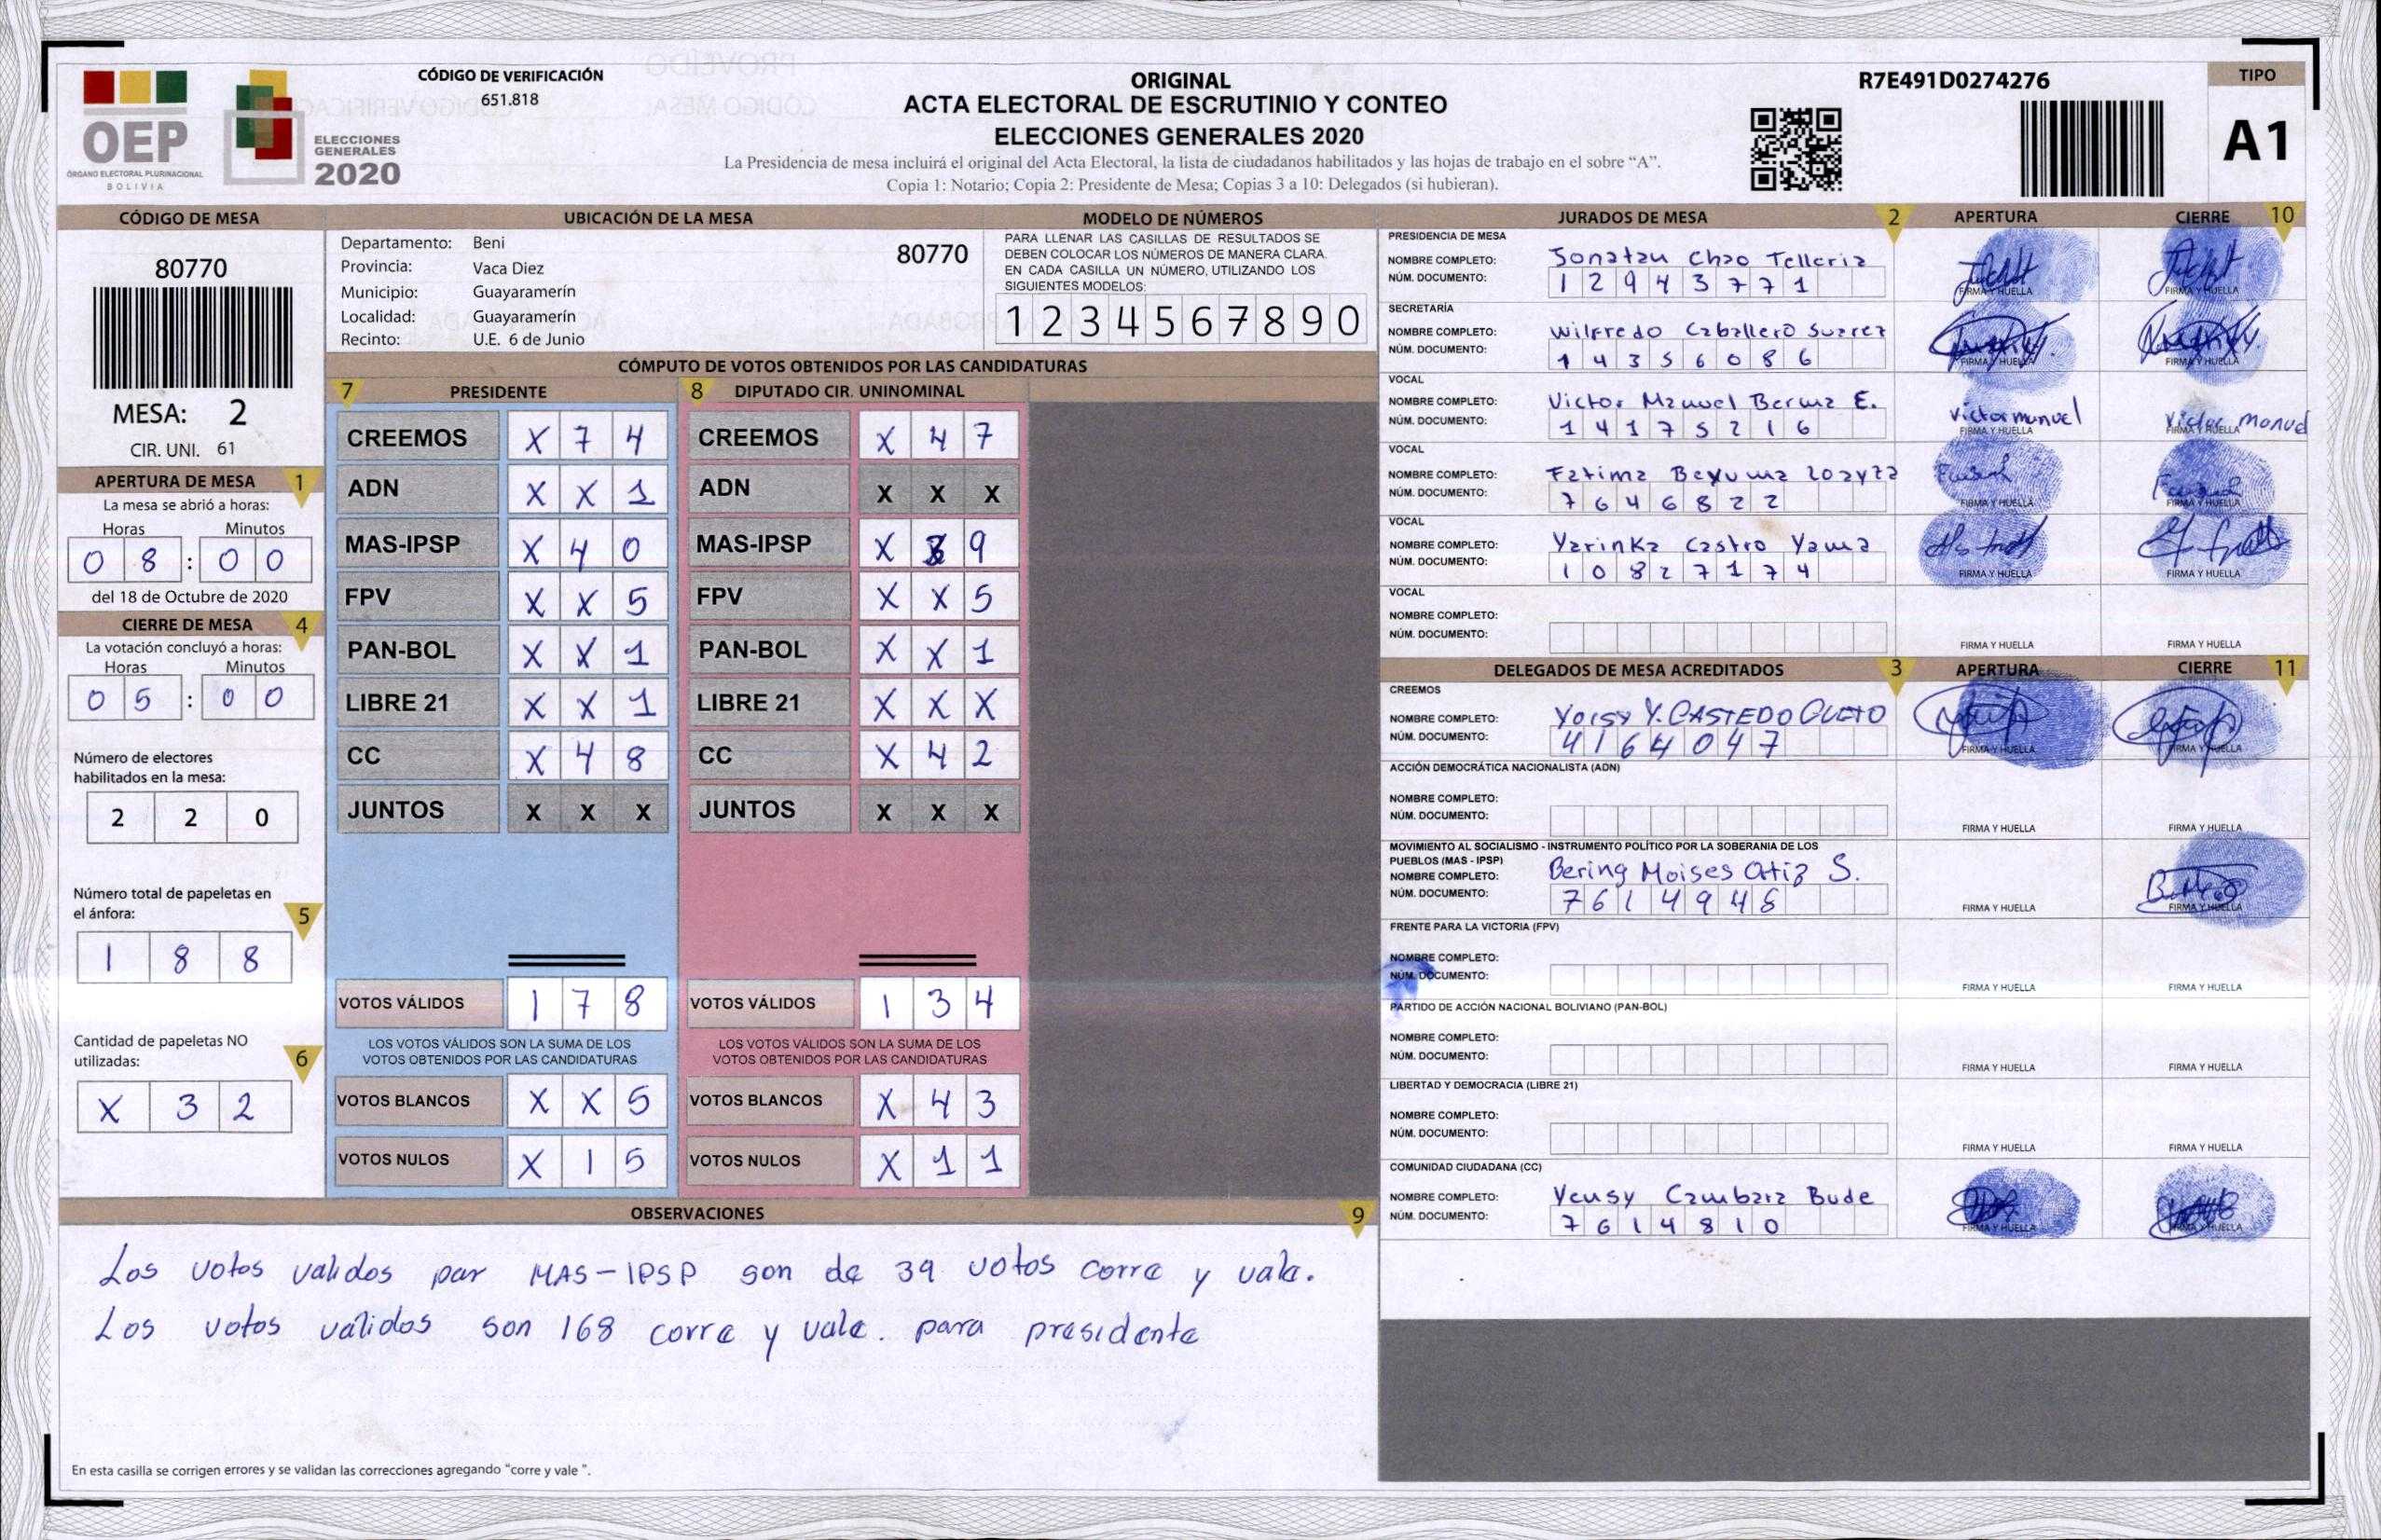 CÓDIGO DE VERIFICACIÓN
651.818
OEP
ÓRGANO ELECTORAL PLURINACIONAL
BOLIVIA
ELECCIONES
GENERALES
2020
ORIGINAL
ACTA ELECTORAL DE ESCRUTINIO Y CONTEO
ELECCIONES GENERALES 2020
La Presidencia de mesa incluirá el original del Acta Electoral, la lista de ciudadanos habilitados y las hojas de trabajo en el sobre “A”.
Copia 1: Notario; Copia 2: Presidente de Mesa; Copias 3 a 10: Delegados (si hubieran).
R7E491D0274276
TIPO
A1
CÓDIGO DE MESA
80770
MESA: 2
CIR. UNI. 61
APERTURA DE MESA 1
La mesa se abrió a horas:
Horas Minutos
0 8 : 0 0
del 18 de Octubre de 2020
CIERRE DE MESA 4
La votación concluyó a horas:
Horas Minutos
0 5 : 0 0
Número de electores
habilitados en la mesa:
2 2 0
Número total de papeletas en
el ánfora: 5
1 8 8
Cantidad de papeletas NO
utilizadas: 6
X 3 2
UBICACIÓN DE LA MESA
Departamento: Beni 80770
Provincia: Vaca Diez
Municipio: Guayaramerín
Localidad: Guayaramerín
Recinto: U.E. 6 de Junio
MODELO DE NÚMEROS
PARA LLENAR LAS CASILLAS DE RESULTADOS SE
DEBEN COLOCAR LOS NÚMEROS DE MANERA CLARA.
EN CADA CASILLA UN NÚMERO, UTILIZANDO LOS
SIGUIENTES MODELOS:
1 2 3 4 5 6 7 8 9 0
CÓMPUTO DE VOTOS OBTENIDOS POR LAS CANDIDATURAS
7 PRESIDENTE
CREEMOS X 7 4
ADN X X 1
MAS-IPSP X 4 0
FPV X X 5
PAN-BOL X X 1
LIBRE 21 X X 1
CC X 4 8
JUNTOS X X X
VOTOS VÁLIDOS 1 7 8
LOS VOTOS VÁLIDOS SON LA SUMA DE LOS
VOTOS OBTENIDOS POR LAS CANDIDATURAS
VOTOS BLANCOS X X 5
VOTOS NULOS X 1 5
8 DIPUTADO CIR. UNINOMINAL
CREEMOS X 4 7
ADN X X X
MAS-IPSP X 3 9
FPV X X 5
PAN-BOL X X 1
LIBRE 21 X X X
CC X 4 2
JUNTOS X X X
VOTOS VÁLIDOS 1 3 4
LOS VOTOS VÁLIDOS SON LA SUMA DE LOS
VOTOS OBTENIDOS POR LAS CANDIDATURAS
VOTOS BLANCOS X 4 3
VOTOS NULOS X 1 1
OBSERVACIONES 9
Los votos validos par MAS-IPSP son de 39 votos corre y vale.
Los votos válidos son 168 corre y vale. para presidente
En esta casilla se corrigen errores y se validan las correcciones agregando "corre y vale ".
JURADOS DE MESA 2 APERTURA CIERRE 10
PRESIDENCIA DE MESA
NOMBRE COMPLETO: Jonatan Chao Telleria
NÚM. DOCUMENTO: 1 2 9 4 3 7 7 1
FIRMA Y HUELLA FIRMA Y HUELLA
SECRETARÍA
NOMBRE COMPLETO: Wilfredo Caballero Suarez
NÚM. DOCUMENTO: 1 4 3 5 6 0 8 6
FIRMA Y HUELLA FIRMA Y HUELLA
VOCAL
NOMBRE COMPLETO: Victor Manuel Berma E.
NÚM. DOCUMENTO: 1 4 1 7 5 2 1 6
Victor manuel Victor manuel
FIRMA Y HUELLA FIRMA Y HUELLA
VOCAL
NOMBRE COMPLETO: Fatima Beyuma
NÚM. DOCUMENTO: 7 6 4 6 8 2 2
FIRMA Y HUELLA FIRMA Y HUELLA
VOCAL
NOMBRE COMPLETO: Yarinka Castro Yama
NÚM. DOCUMENTO: 1 0 8 2 7 1 7 4
FIRMA Y HUELLA FIRMA Y HUELLA
VOCAL
NOMBRE COMPLETO:
NÚM. DOCUMENTO:
FIRMA Y HUELLA FIRMA Y HUELLA
DELEGADOS DE MESA ACREDITADOS 3 APERTURA CIERRE 11
CREEMOS
NOMBRE COMPLETO: Yoisy Y. CASTEDO CUETO
NÚM. DOCUMENTO: 4 1 6 4 0 4 7
FIRMA Y HUELLA FIRMA Y HUELLA
ACCIÓN DEMOCRÁTICA NACIONALISTA (ADN)
NOMBRE COMPLETO:
NÚM. DOCUMENTO:
FIRMA Y HUELLA FIRMA Y HUELLA
MOVIMIENTO AL SOCIALISMO - INSTRUMENTO POLÍTICO POR LA SOBERANIA DE LOS
PUEBLOS (MAS - IPSP)
NOMBRE COMPLETO: Bering Moises Ortiz S.
NÚM. DOCUMENTO: 7 6 1 4 9 4 8
FIRMA Y HUELLA FIRMA Y HUELLA
FRENTE PARA LA VICTORIA (FPV)
NOMBRE COMPLETO:
NÚM. DOCUMENTO:
FIRMA Y HUELLA FIRMA Y HUELLA
PARTIDO DE ACCIÓN NACIONAL BOLIVIANO (PAN-BOL)
NOMBRE COMPLETO:
NÚM. DOCUMENTO:
FIRMA Y HUELLA FIRMA Y HUELLA
LIBERTAD Y DEMOCRACIA (LIBRE 21)
NOMBRE COMPLETO:
NÚM. DOCUMENTO:
FIRMA Y HUELLA FIRMA Y HUELLA
COMUNIDAD CIUDADANA (CC)
NOMBRE COMPLETO: Yeusy Cambara Bude
NÚM. DOCUMENTO: 7 6 1 4 8 1 0
FIRMA Y HUELLA FIRMA Y HUELLA